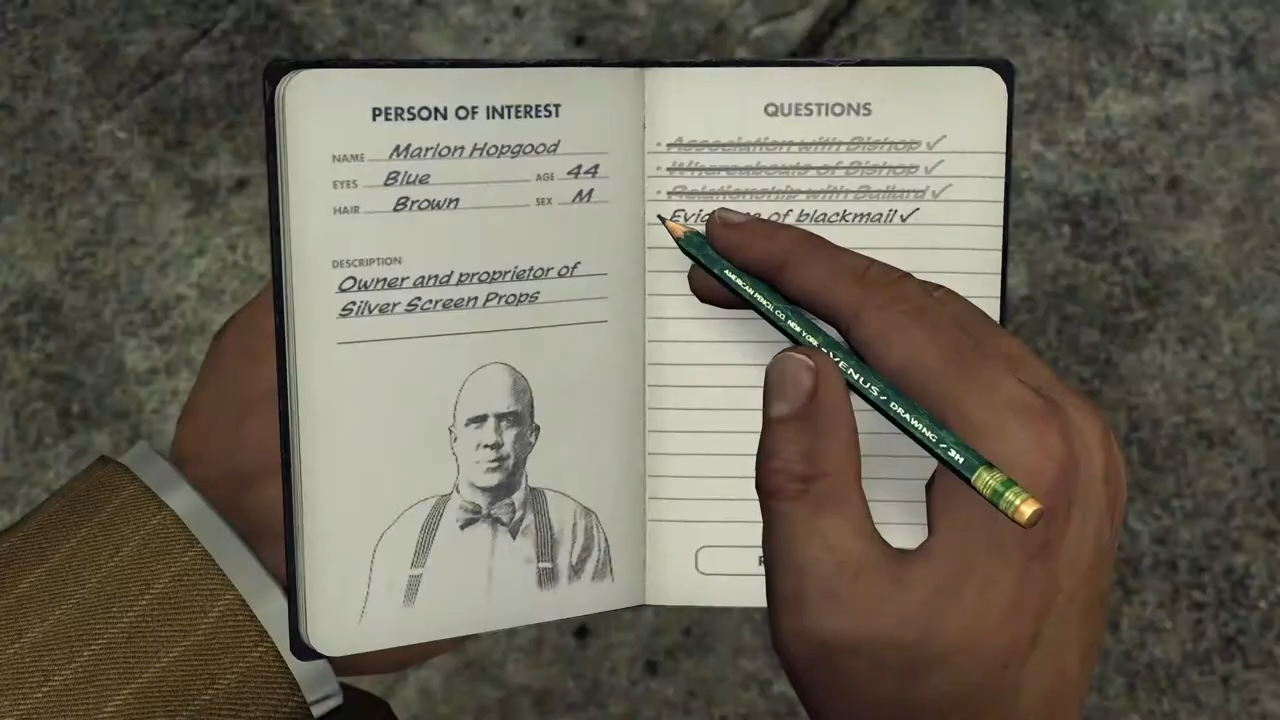 PERSON OF INTEREST
NAME Marlon Hopgood
EYES Blue AGE 44
HAIR Brown SEX M
DESCRIPTION
Owner and proprietor of
Silver Screen Props
QUESTIONS
• Association with Bishop ✓
• Whereabouts of Bishop ✓
• Relationship with Ballard ✓
of blackmail ✓
AMERICAN PENCIL CO. NEW YORK VENUS / DRAWING / 3H